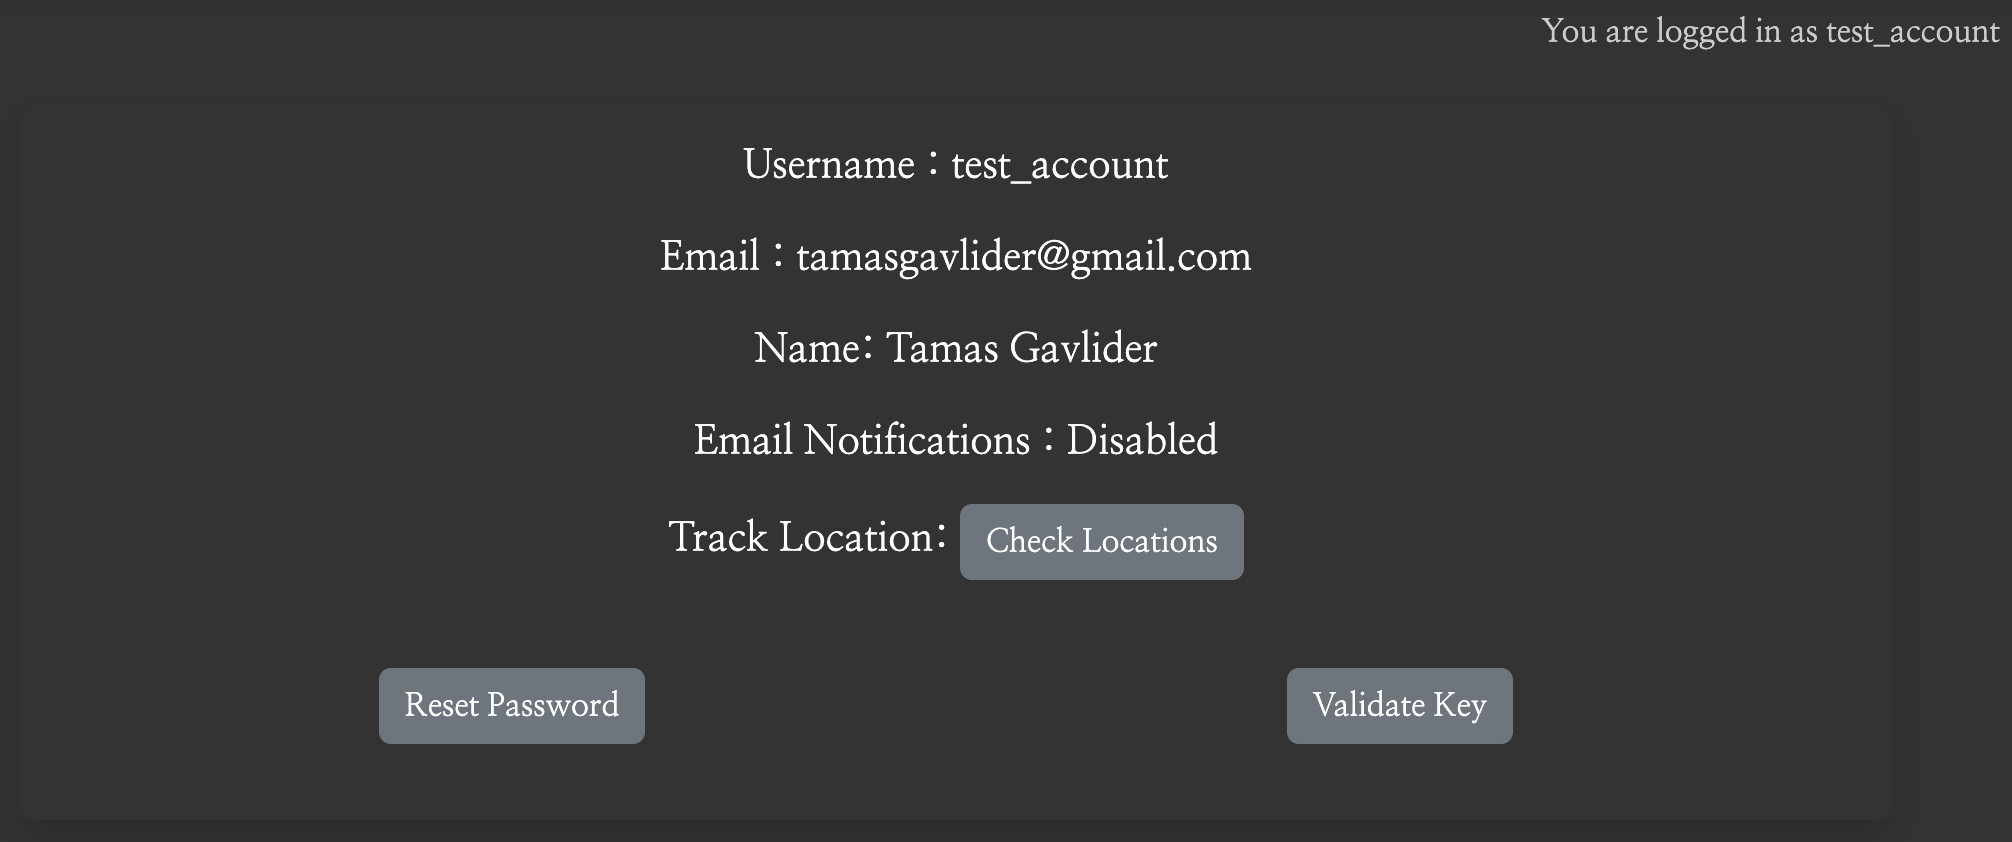 You are logged in as test_account
Username : test_account
Email : tamasgavlider@gmail.com
Name: Tamas Gavlider
Email Notifications : Disabled
Track Location: Check Locations
Reset Password Validate Key